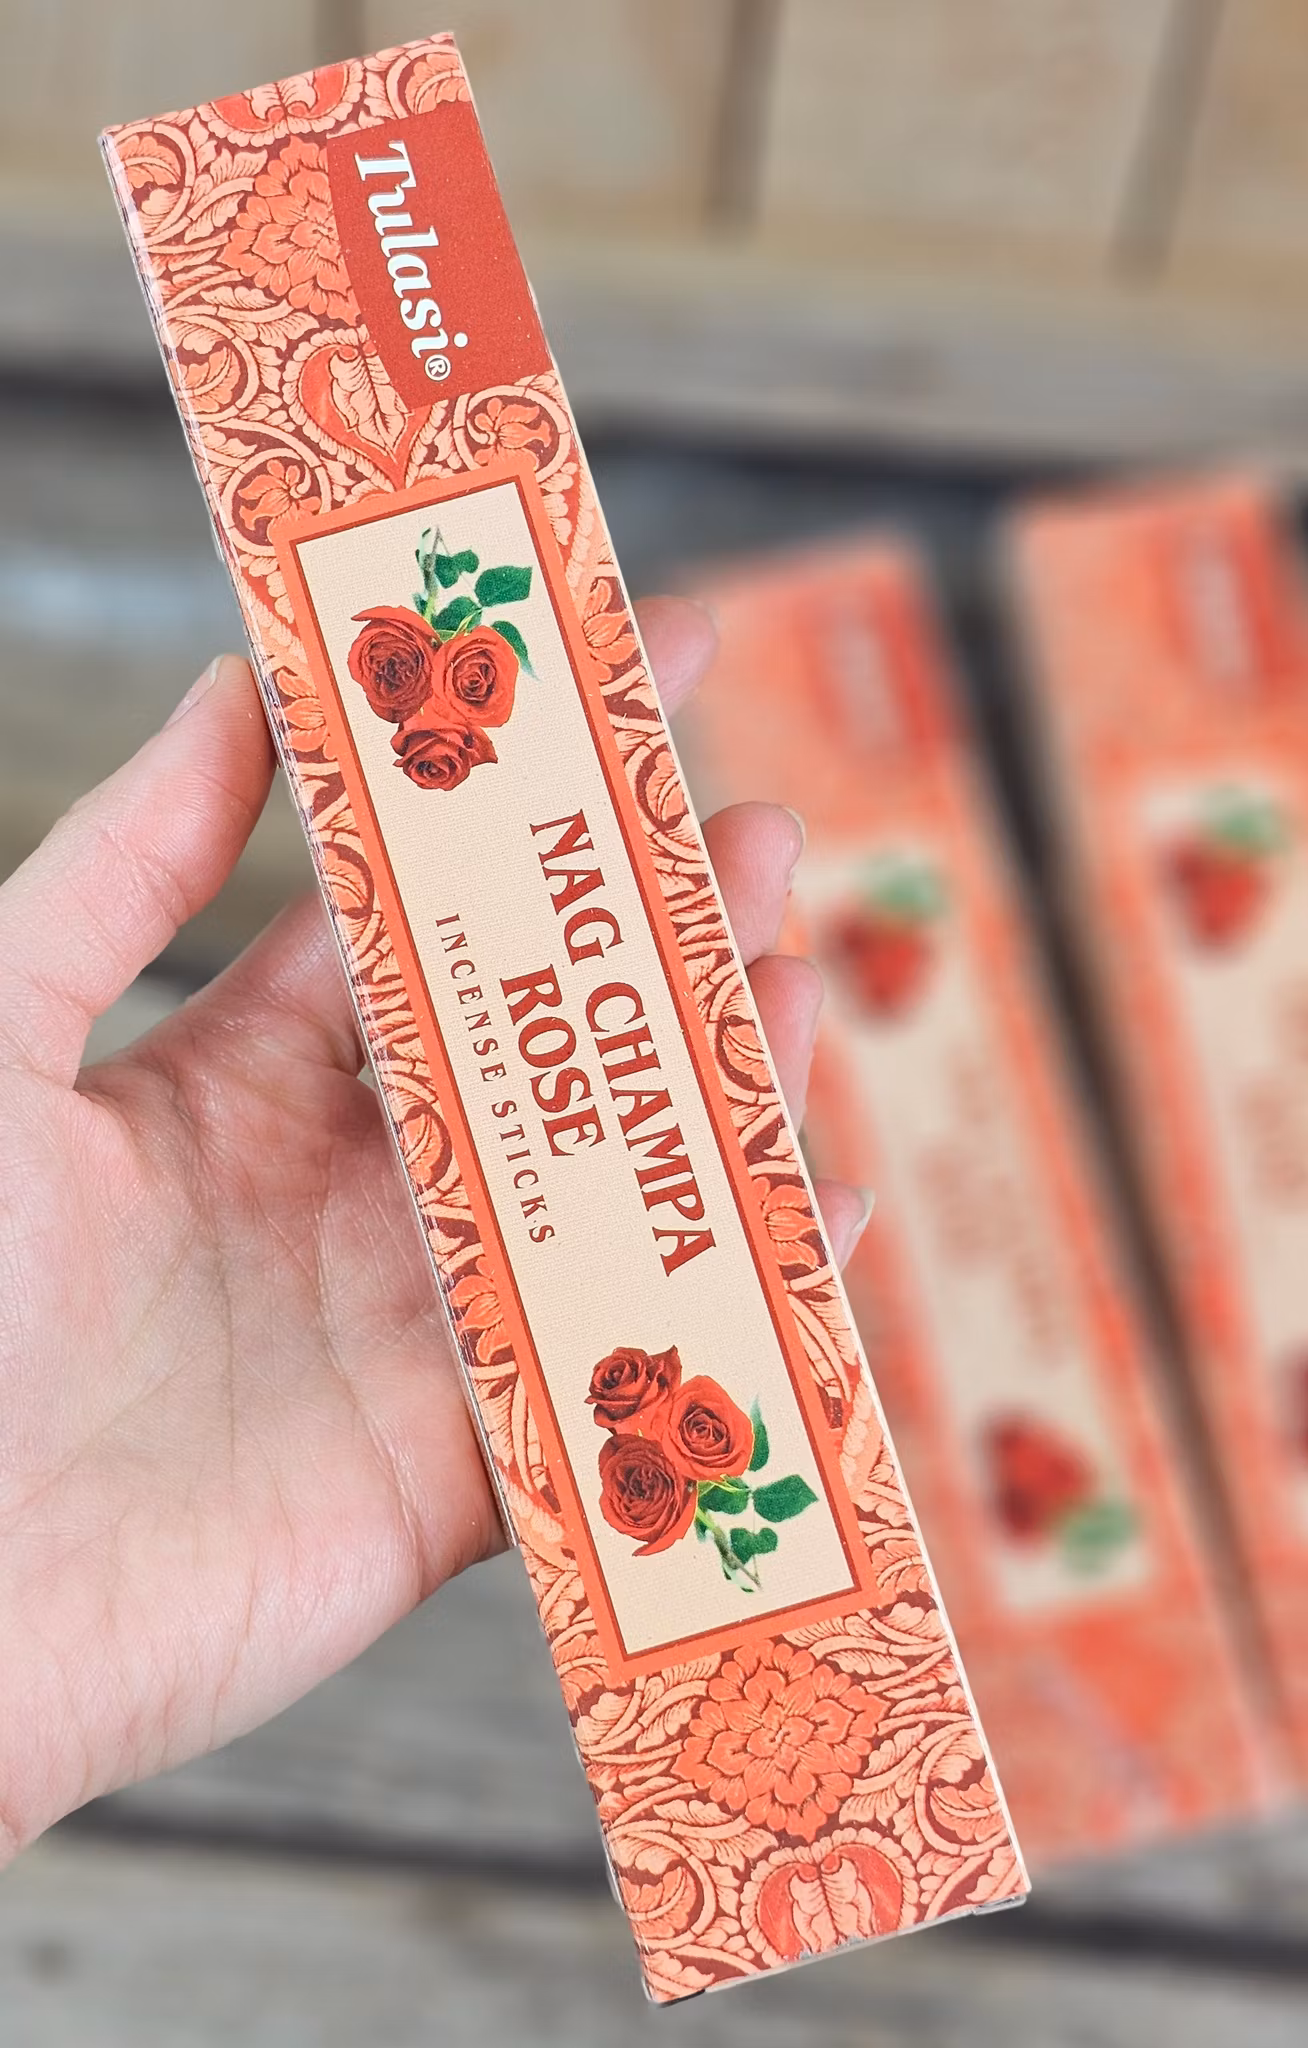 Tulasi®
NAG CHAMPA
ROSE
INCENSE STICKS